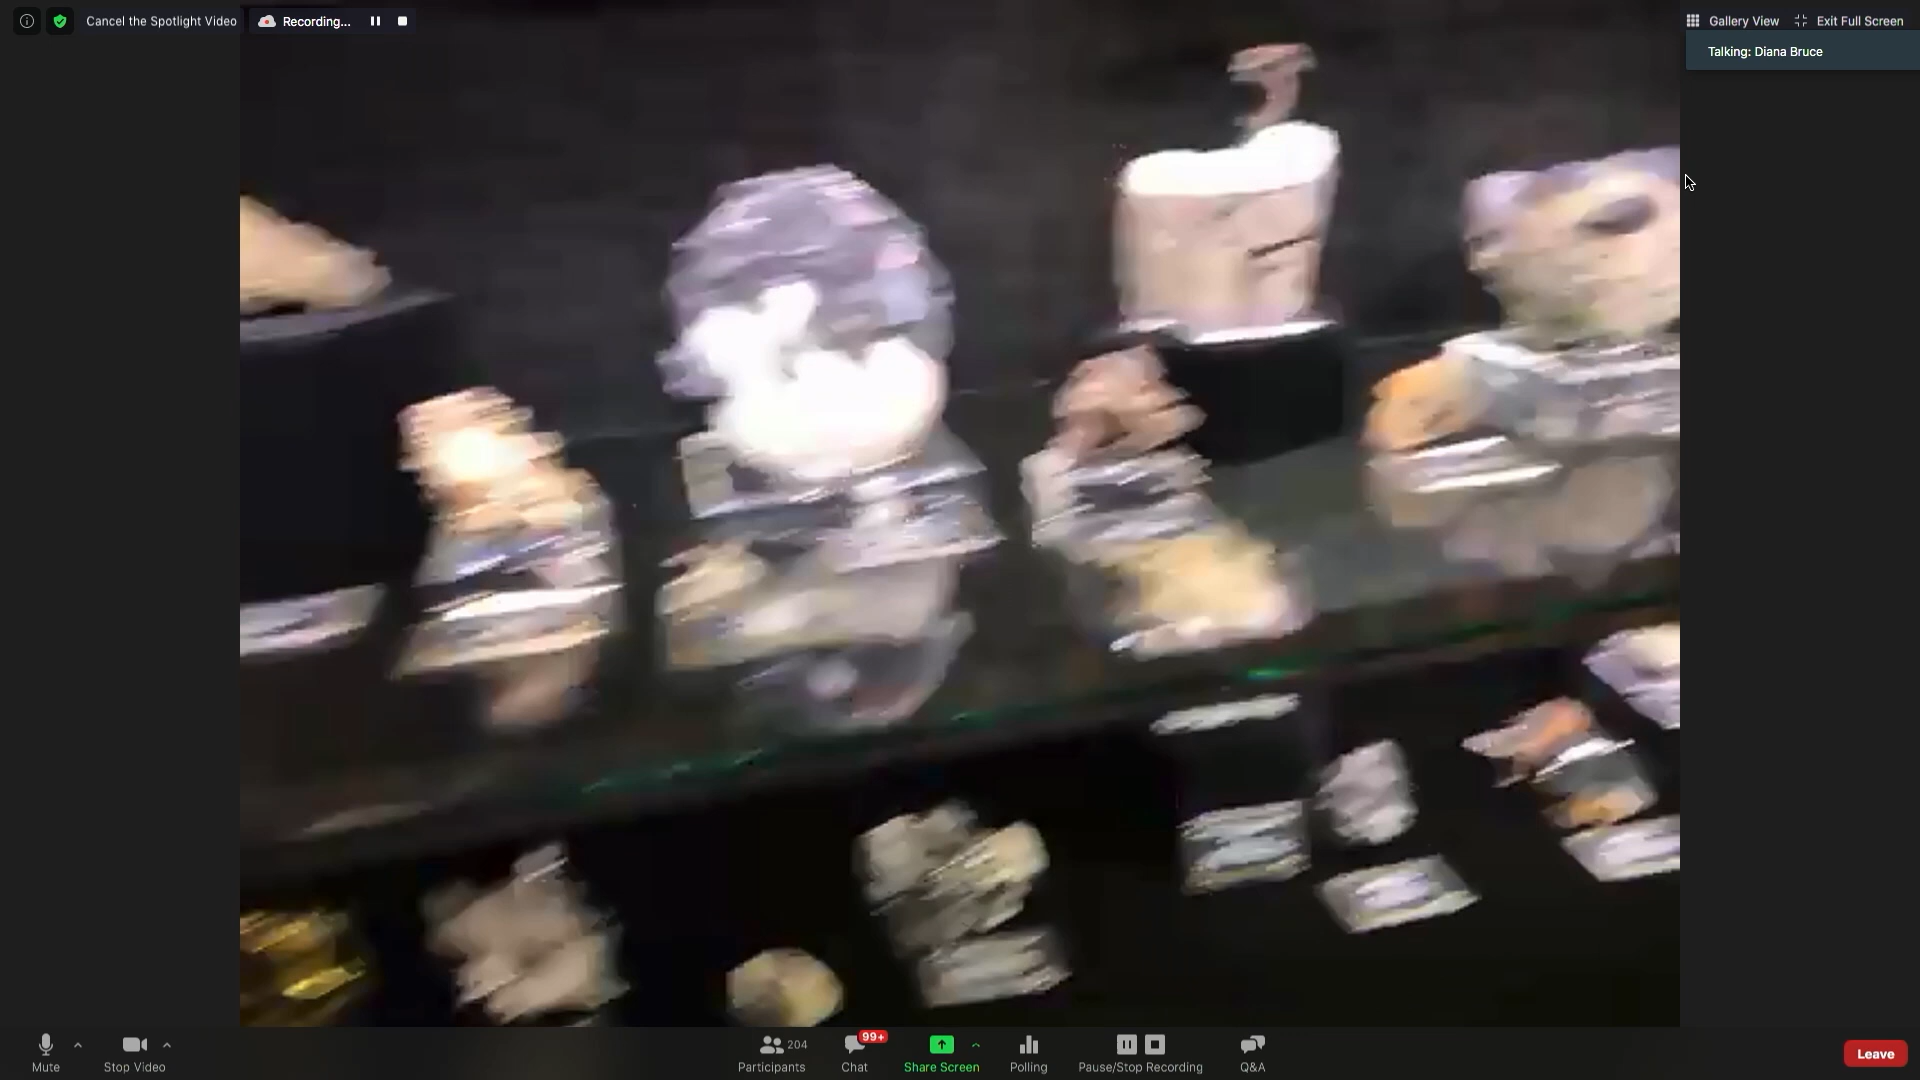 Cancel the Spotlight Video
Recording...
Gallery View
Exit Full Screen
Talking: Diana Bruce
Mute
Stop Video
204
Participants
99+
Chat
Share Screen
Polling
Pause/Stop Recording
Q&A
Leave